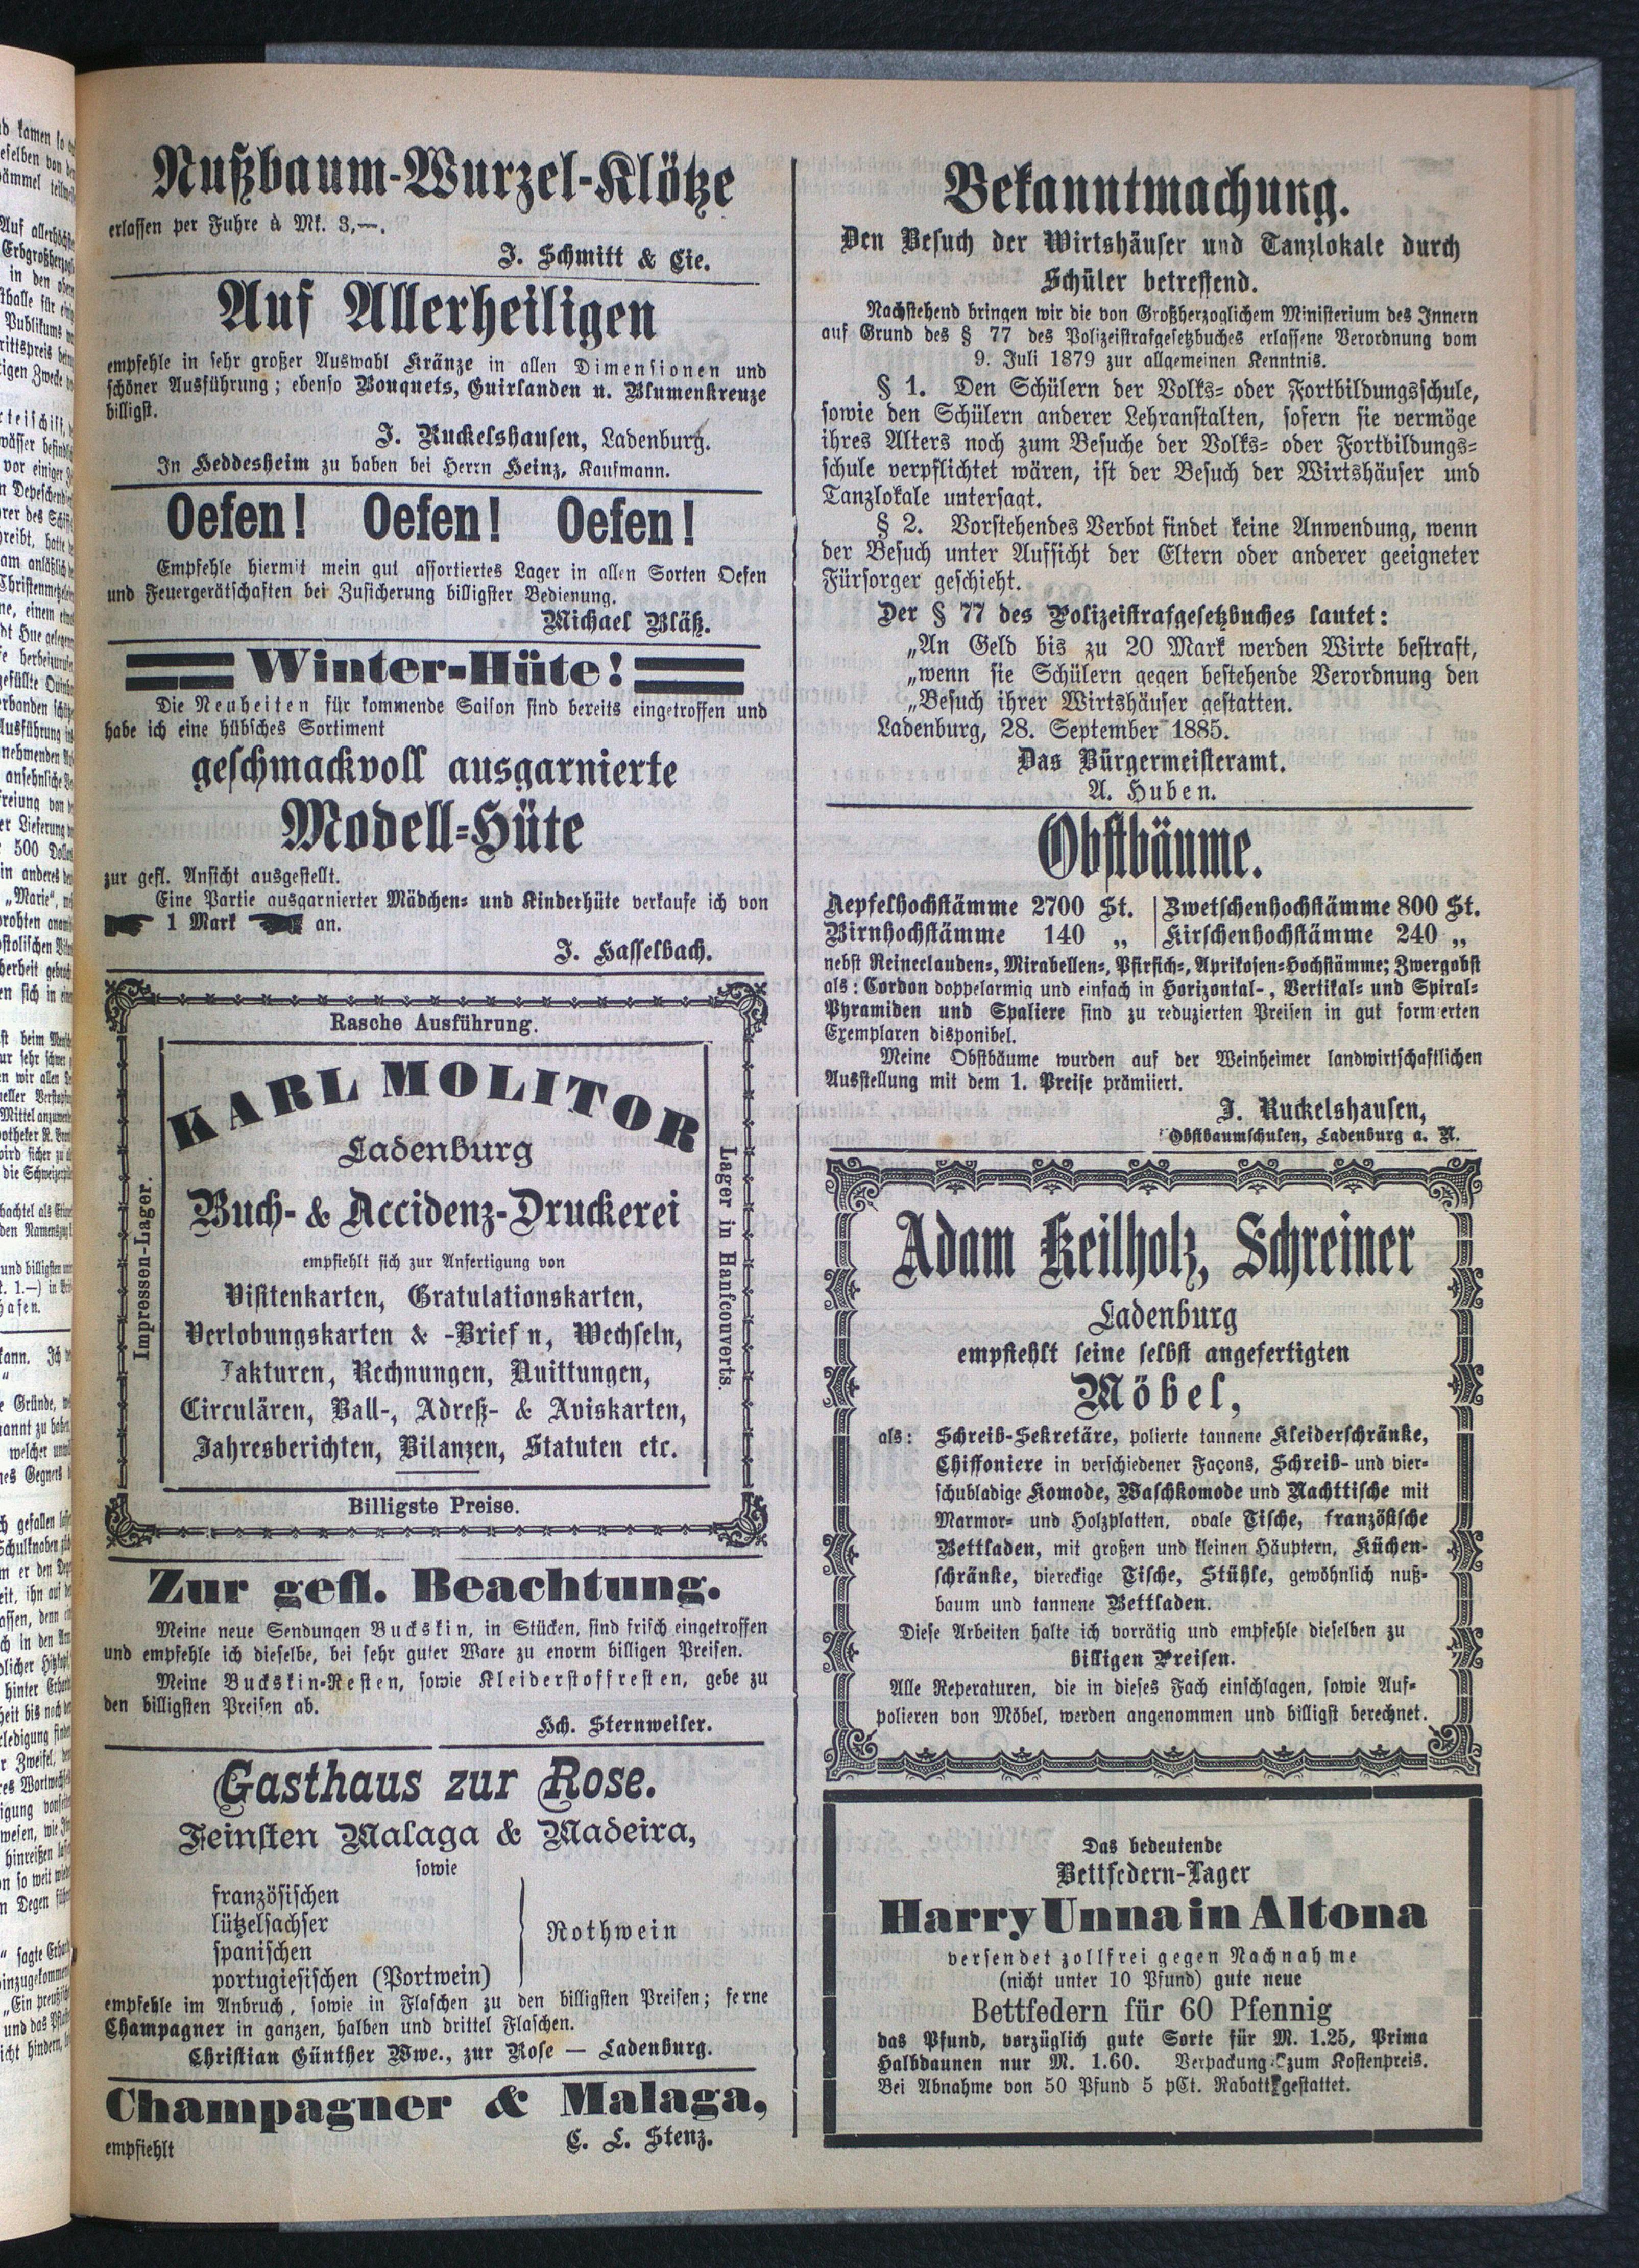 Nußbaum-Wurzel-Klötze
erlassen per Fuhre à Mk. 3,—.
J. Schmitt & Cie.
Auf Allerheiligen
empfehle in sehr großer Auswahl Kränze in allen Dimensionen und
schöner Ausführung; ebenso Bouquets, Guirlanden u. Blumenkreuze
billigst.
J. Ruckelshausen, Ladenburg.
In Heddesheim zu haben bei Herrn Heinz, Kaufmann.
Oefen! Oefen! Oefen!
Empfehle hiermit mein gut assortiertes Lager in allen Sorten Oefen
und Feuergerätschaften bei Zusicherung billigster Bedienung.
Michael Bläß.
Winter-Hüte!
Die Neuheiten für kommende Saison sind bereits eingetroffen und
habe ich eine hübsches Sortiment
geschmackvoll ausgarnierte
Modell-Hüte
zur gefl. Ansicht ausgestellt.
Eine Partie ausgarnierter Mädchen- und Kinderhüte verkaufe ich von
1 Mark an.
J. Hasselbach.
Rasche Ausführung.
Impressen-Lager.
KARL MOLITOR
Ladenburg
Buch- & Accidenz-Druckerei
empfiehlt sich zur Anfertigung von
Visitenkarten, Gratulationskarten,
Verlobungskarten & -Brief n, Wechseln,
Fakturen, Rechnungen, Quittungen,
Circulären, Ball-, Adreß- & Aviskarten,
Jahresberichten, Bilanzen, Statuten etc.
Lager in Hanfconverts.
Billigste Preise.
Zur gefl. Beachtung.
Meine neue Sendungen Buckskin, in Stücken, sind frisch eingetroffen
und empfehle ich dieselbe, bei sehr guter Ware zu enorm billigen Preisen.
Meine Buckskin-Resten, sowie Kleiderstoffresten, gebe zu
den billigsten Preisen ab.
Hch. Sternweiler.
Gasthaus zur Rose.
Feinsten Malaga & Madeira,
sowie
französischen
lützelsachser
spanischen
portugiesischen (Portwein)
Rothwein
empfehle im Anbruch, sowie in Flaschen zu den billigsten Preisen; ferne
Champagner in ganzen, halben und drittel Flaschen.
Christian Günther Wwe., zur Rose — Ladenburg.
Champagner & Malaga,
empfiehlt C. L. Stenz.
Bekanntmachung.
Den Besuch der Wirtshäuser und Tanzlokale durch
Schüler betreffend.
Nachstehend bringen wir die von Großherzoglichem Ministerium des Innern
auf Grund des § 77 des Polizeistrafgesetzbuches erlassene Verordnung vom
9. Juli 1879 zur allgemeinen Kenntnis.
§ 1. Den Schülern der Volks- oder Fortbildungsschule,
sowie den Schülern anderer Lehranstalten, sofern sie vermöge
ihres Alters noch zum Besuche der Volks- oder Fortbildungs-
schule verpflichtet wären, ist der Besuch der Wirtshäuser und
Tanzlokale untersagt.
§ 2. Vorstehendes Verbot findet keine Anwendung, wenn
der Besuch unter Aufsicht der Eltern oder anderer geeigneter
Fürsorger geschieht.
Der § 77 des Polizeistrafgesetzbuches lautet:
„An Geld bis zu 20 Mark werden Wirte bestraft,
„wenn sie Schülern gegen bestehende Verordnung den
„Besuch ihrer Wirtshäuser gestatten.
Ladenburg, 28. September 1885.
Das Bürgermeisteramt.
A. Huben.
Obstbäume.
Aepfelhochstämme 2700 St. | Zwetschenhochstämme 800 St.
Birnhochstämme 140 „ | Kirschenhochstämme 240 „
nebst Reineclauden-, Mirabellen-, Pfirsich-, Aprikosen-Hochstämme; Zwergobst
als: Cordon doppelarmig und einfach in Horizontal-, Vertikal- und Spiral-
Pyramiden und Spaliere sind zu reduzierten Preisen in gut formierten
Exemplaren disponibel.
Meine Obstbäume wurden auf der Weinheimer landwirtschaftlichen
Ausstellung mit dem 1. Preise prämiiert.
J. Ruckelshausen,
Obstbaumschulen, Ladenburg a. N.
Adam Keilholz, Schreiner
Ladenburg
empfiehlt seine selbst angefertigten
Möbel,
als: Schreib-Sekretäre, polierte tannene Kleiderschränke,
Chiffoniere in verschiedener Façons, Schreib- und vier-
schubladige Komode, Waschkomode und Nachttische mit
Marmor- und Holzplatten, ovale Tische, französische
Bettladen, mit großen und kleinen Häuptern, Küchen-
schränke, viereckige Tische, Stühle, gewöhnlich nuß-
baum und tannene Bettladen.
Diese Arbeiten halte ich vorrätig und empfehle dieselben zu
billigen Preisen.
Alle Reperaturen, die in dieses Fach einschlagen, sowie Auf-
polieren von Möbel, werden angenommen und billigst berechnet.
Das bedeutende
Bettfedern-Lager
Harry Unna in Altona
versendet zollfrei gegen Nachnahme
(nicht unter 10 Pfund) gute neue
Bettfedern für 60 Pfennig
das Pfund, vorzüglich gute Sorte für M. 1.25, Prima
Halbdaunen nur M. 1.60. Verpackung zum Kostenpreis.
Bei Abnahme von 50 Pfund 5 pCt. Rabatt gestattet.